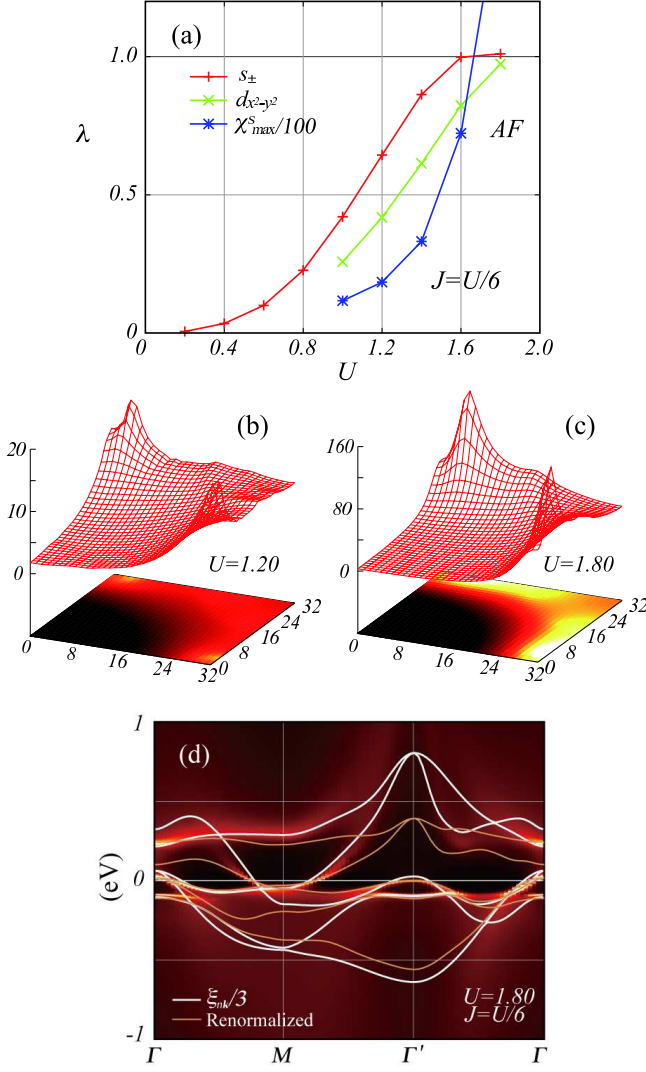 (a)
1.0
0.5
0
λ
s±
dx²-y²
χˢmax/100
AF
J=U/6
0 0.4 0.8 1.2 1.6 2.0
U
(b)
20
10
0
U=1.20
0 8 16 24 32
0 8 16 24 32
(c)
160
80
0
U=1.80
0 8 16 24 32
0 8 16 24 32
(d)
1
0
-1
(eV)
ξnk/3
Renormalized
U=1.80
J=U/6
Γ M Γ' Γ